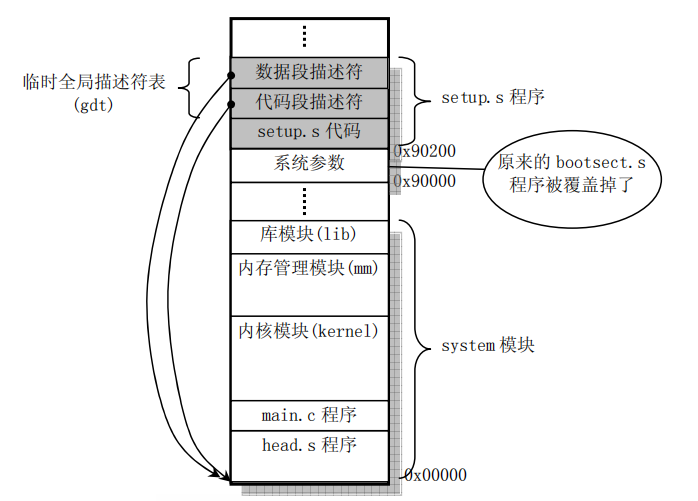 临时全局描述符表
(gdt)
数据段描述符
代码段描述符
setup.s 代码
setup.s 程序
0x90200
系统参数
0x90000
原来的 bootsect.s
程序被覆盖掉了
库模块(lib)
内存管理模块(mm)
内核模块(kernel)
system 模块
main.c 程序
head.s 程序
0x00000